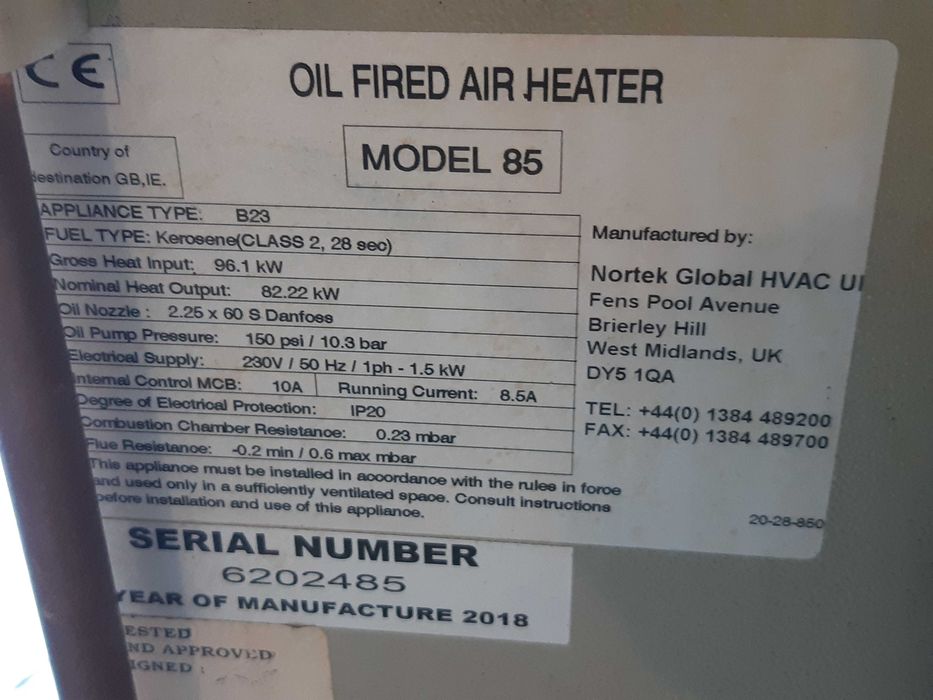 CE
OIL FIRED AIR HEATER
Country of
destination GB,IE.
MODEL 85
APPLIANCE TYPE: B23
FUEL TYPE: Kerosene(CLASS 2, 28 sec)
Gross Heat Input: 96.1 kW
Nominal Heat Output: 82.22 kW
Oil Nozzle : 2.25 x 60 S Danfoss
Oil Pump Pressure: 150 psi / 10.3 bar
Electrical Supply: 230V / 50 Hz / 1ph - 1.5 kW
Internal Control MCB: 10A Running Current: 8.5A
Degree of Electrical Protection: IP20
Combustion Chamber Resistance: 0.23 mbar
Flue Resistance: -0.2 min / 0.6 max mbar
This appliance must be installed in accordance with the rules in force
and used only in a sufficiently ventilated space. Consult instructions
before installation and use of this appliance.
Manufactured by:
Nortek Global HVAC U
Fens Pool Avenue
Brierley Hill
West Midlands, UK
DY5 1QA
TEL: +44(0) 1384 489200
FAX: +44(0) 1384 489700
20-28-850
SERIAL NUMBER
6202485
YEAR OF MANUFACTURE 2018
ESTED
ND APPROVED
IGNED :